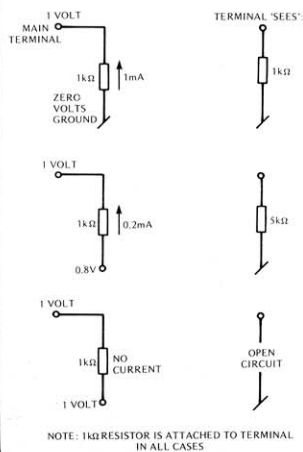 1 VOLT
MAIN
TERMINAL
1kΩ
1mA
ZERO
VOLTS
GROUND
TERMINAL 'SEES':
1kΩ
1 VOLT
1kΩ
0.2mA
0.8V
5kΩ
1 VOLT
1kΩ
NO
CURRENT
1 VOLT
OPEN
CIRCUIT
NOTE: 1kΩ RESISTOR IS ATTACHED TO TERMINAL
IN ALL CASES